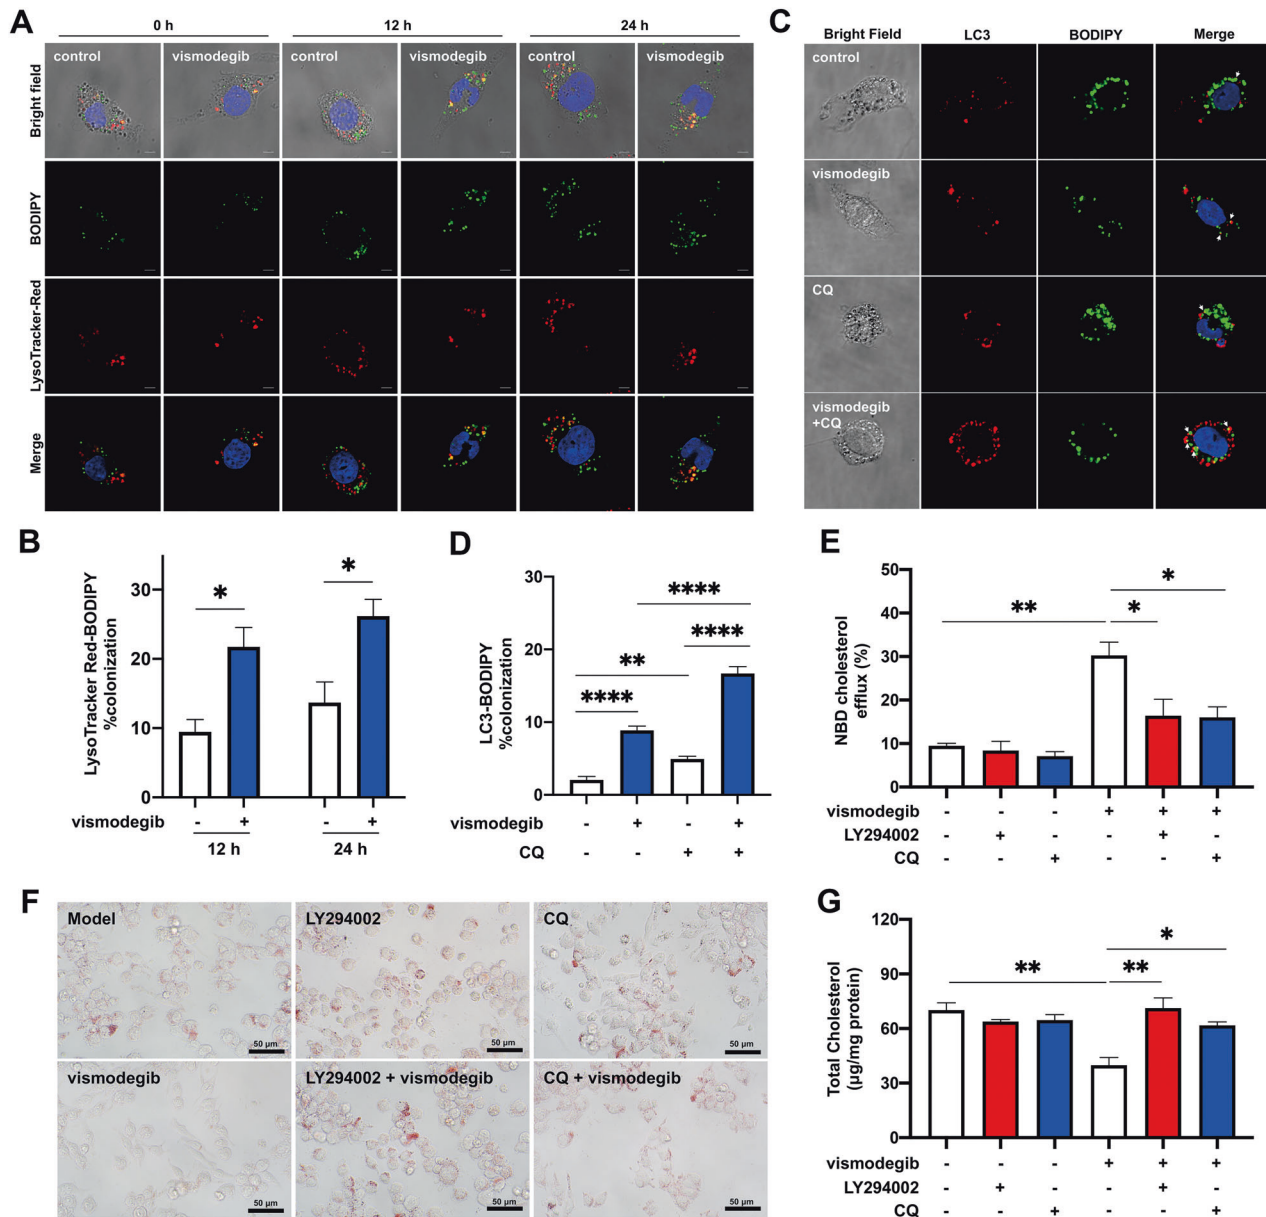 A
0 h
12 h
24 h
control
vismodegib
control
vismodegib
control
vismodegib
Bright field
BODIPY
LysoTracker-Red
Merge
C
Bright Field
LC3
BODIPY
Merge
control
vismodegib
CQ
vismodegib
+CQ
B
LysoTracker Red-BODIPY
%colonization
30
20
10
0
*
*
vismodegib
- + - +
12 h
24 h
D
LC3-BODIPY
%colonization
30
20
10
0
****
****
**
****
vismodegib
- + - +
CQ
- - + +
E
NBD cholesterol
efflux (%)
50
40
30
20
10
0
*
**
*
vismodegib
- - - + + +
LY294002
- + - - + -
CQ
- - + - - +
F
Model
50 μm
LY294002
50 μm
CQ
50 μm
vismodegib
50 μm
LY294002 + vismodegib
50 μm
CQ + vismodegib
50 μm
G
Total Cholesterol
(μg/mg protein)
120
90
60
30
0
*
**
**
vismodegib
- - - + + +
LY294002
- + - - + -
CQ
- - + - - +